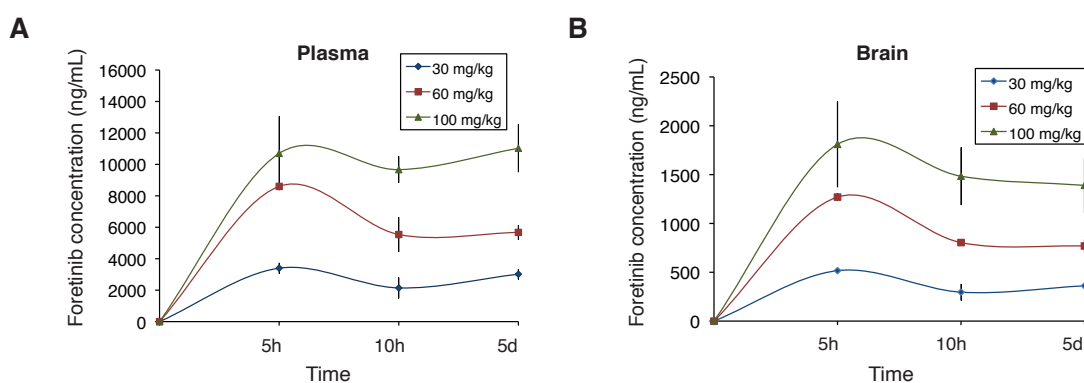 A
Plasma
Foretinib concentration (ng/mL)
16000
14000
12000
10000
8000
6000
4000
2000
0
30 mg/kg
60 mg/kg
100 mg/kg
5h
10h
5d
Time
B
Brain
Foretinib concentration (ng/mL)
2500
2000
1500
1000
500
0
30 mg/kg
60 mg/kg
100 mg/kg
5h
10h
5d
Time